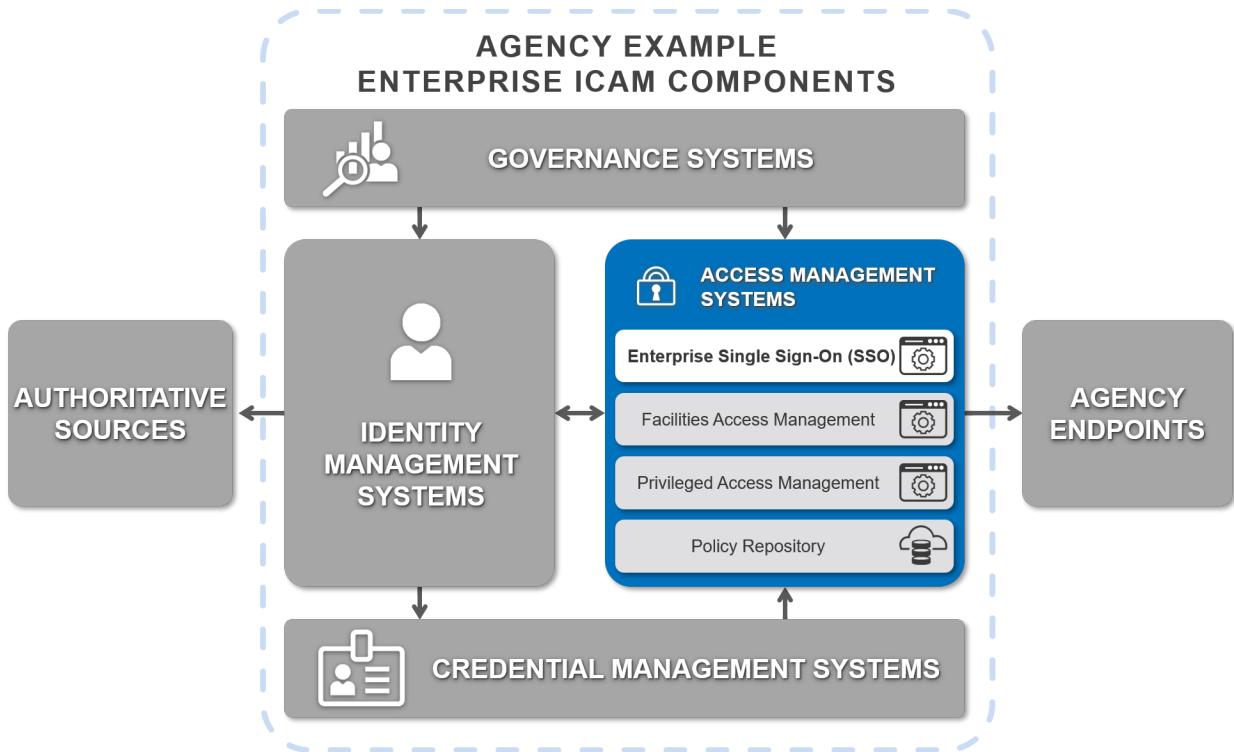 AGENCY EXAMPLE
ENTERPRISE ICAM COMPONENTS
GOVERNANCE SYSTEMS
AUTHORITATIVE
SOURCES
IDENTITY
MANAGEMENT
SYSTEMS
ACCESS MANAGEMENT
SYSTEMS
Enterprise Single Sign-On (SSO)
Facilities Access Management
Privileged Access Management
Policy Repository
AGENCY
ENDPOINTS
CREDENTIAL MANAGEMENT SYSTEMS